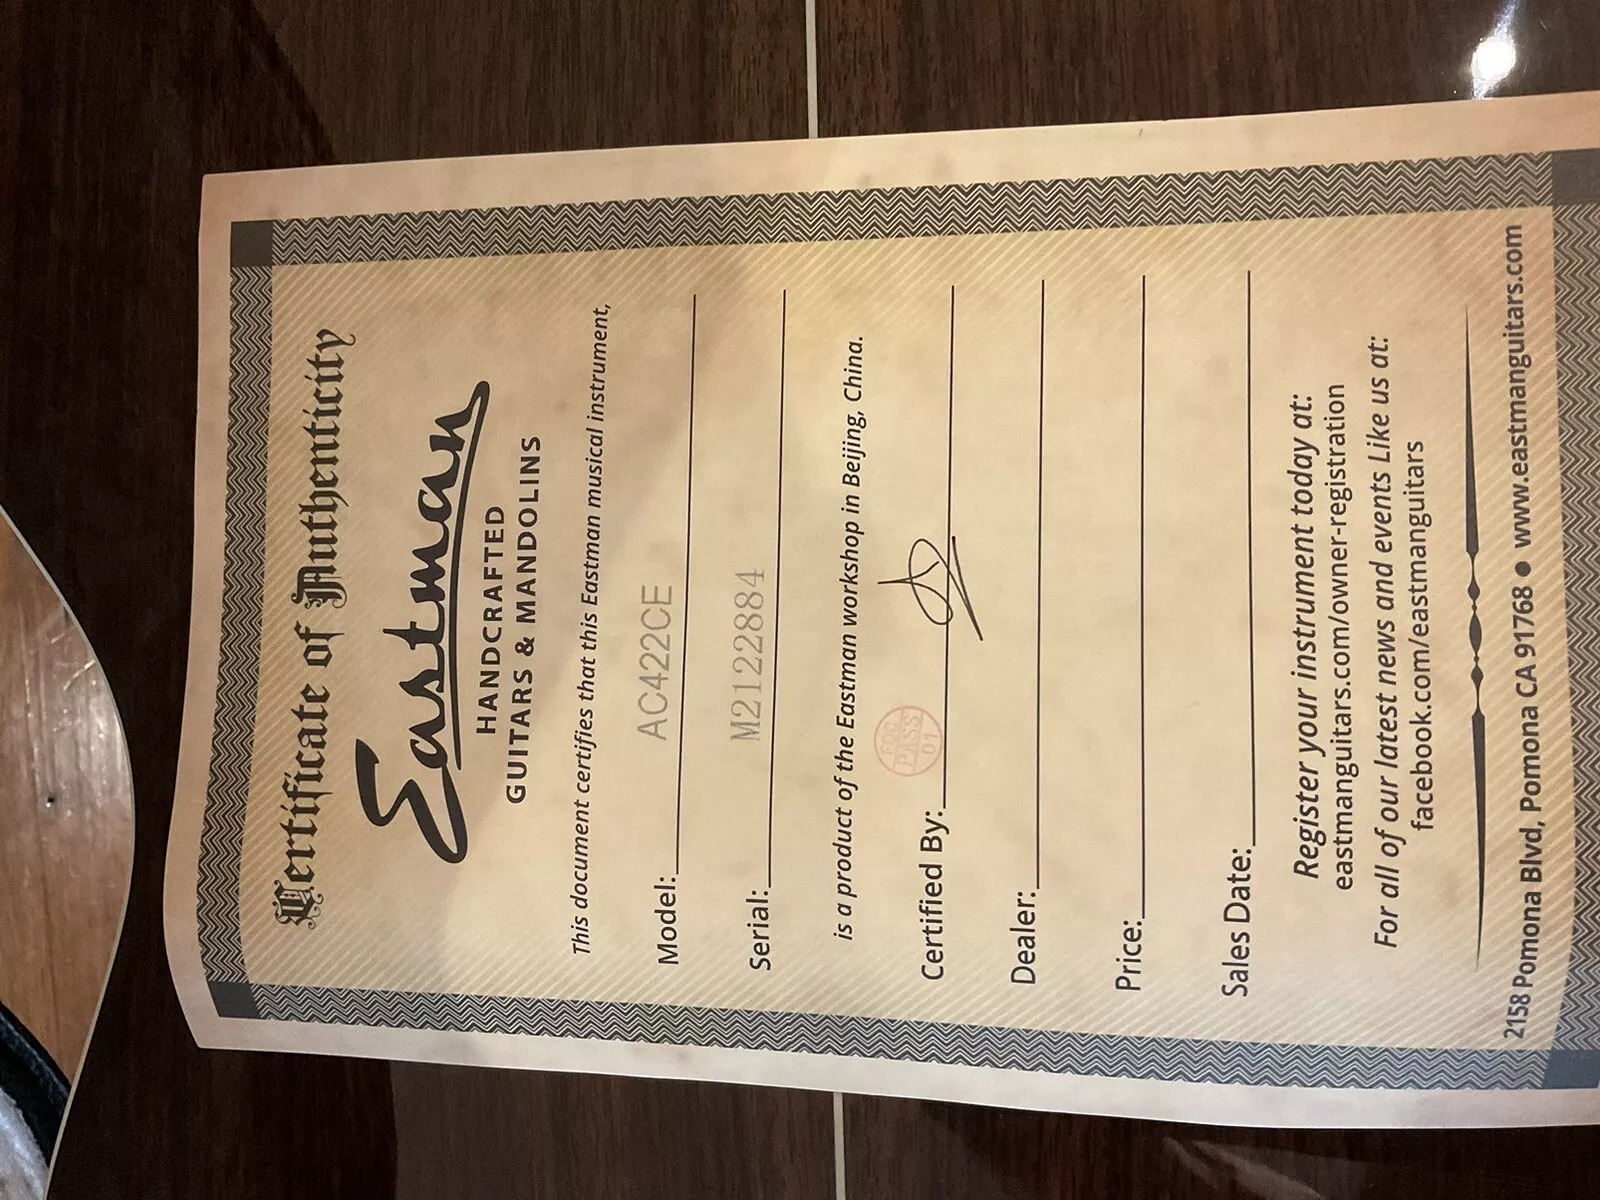 Certificate of Authenticity
Eastman
HANDCRAFTED
GUITARS & MANDOLINS
This document certifies that this Eastman musical instrument,
Model: AC422CE
Serial: M2122884
is a product of the Eastman workshop in Beijing, China.
PASS
01
Certified By:
Dealer:
Price:
Sales Date:
Register your instrument today at:
eastmanguitars.com/owner-registration
For all of our latest news and events Like us at:
facebook.com/eastmanguitars
2158 Pomona Blvd, Pomona CA 91768 ● www.eastmanguitars.com